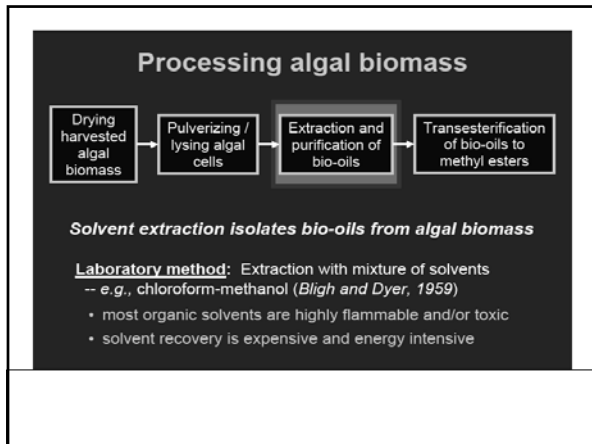 Processing algal biomass
Drying
harvested
algal
biomass
Pulverizing /
lysing algal
cells
Extraction and
purification of
bio-oils
Transesterification
of bio-oils to
methyl esters
Solvent extraction isolates bio-oils from algal biomass
Laboratory method: Extraction with mixture of solvents
-- e.g., chloroform-methanol (Bligh and Dyer, 1959)
• most organic solvents are highly flammable and/or toxic
• solvent recovery is expensive and energy intensive